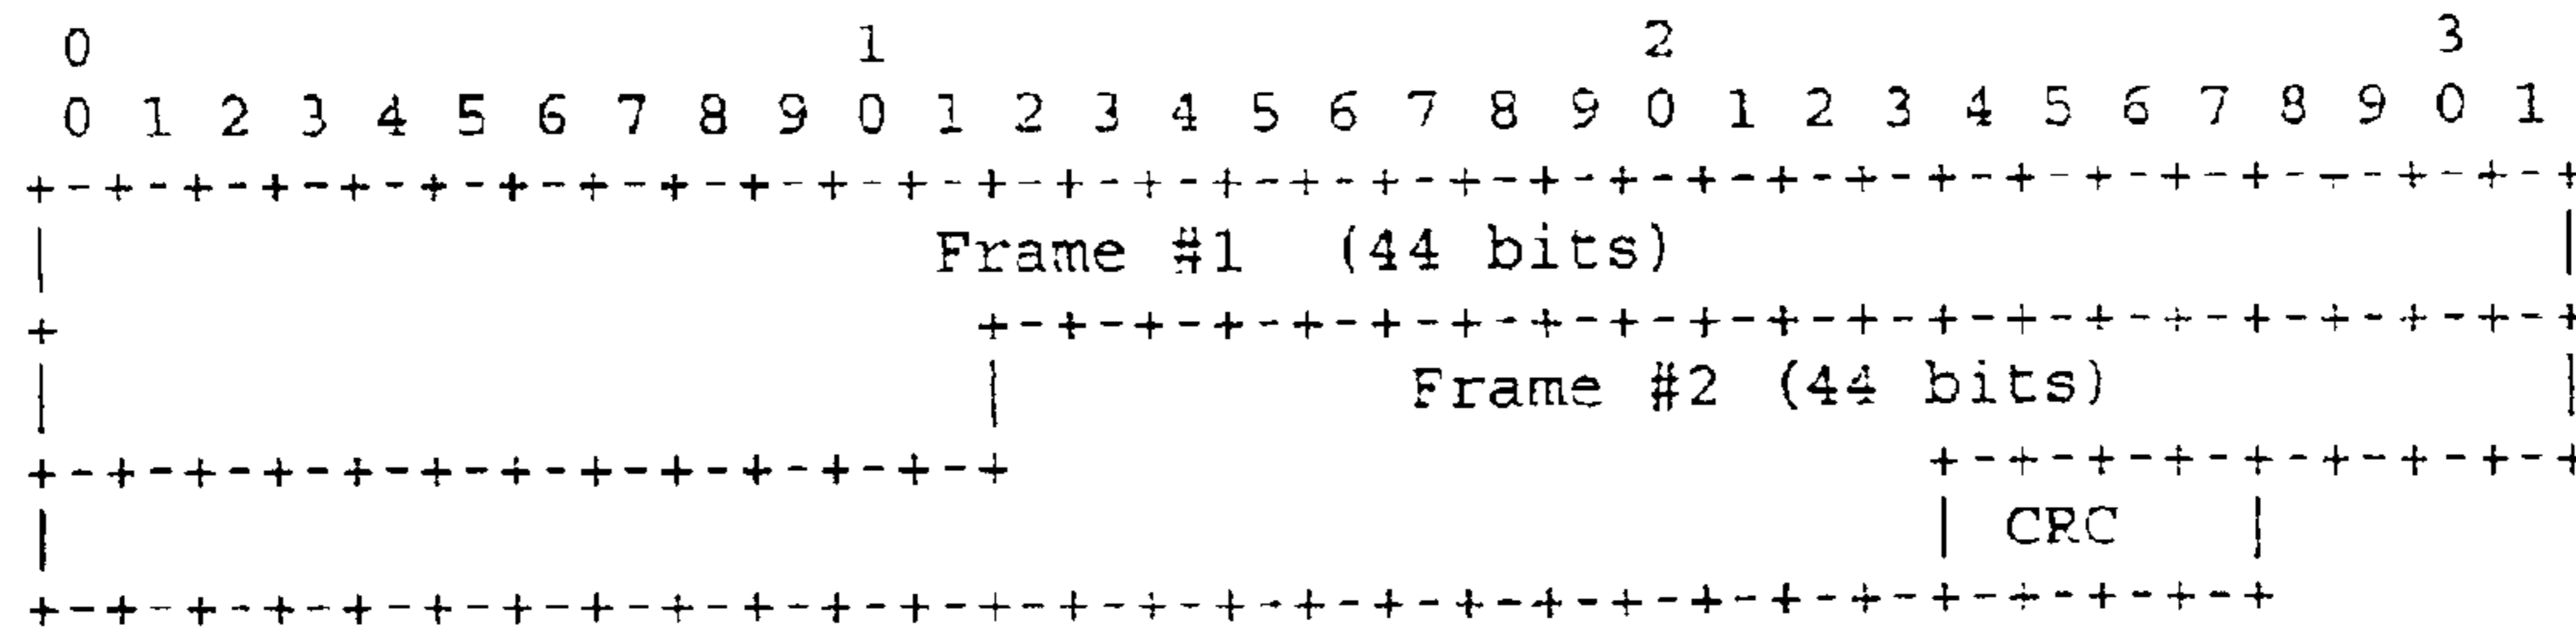 0                   1                   2                   3
0 1 2 3 4 5 6 7 8 9 0 1 2 3 4 5 6 7 8 9 0 1 2 3 4 5 6 7 8 9 0 1
+-+-+-+-+-+-+-+-+-+-+-+-+-+-+-+-+-+-+-+-+-+-+-+-+-+-+-+-+-+-+-+-+
|                      Frame #1  (44 bits)                      |
+                       +-+-+-+-+-+-+-+-+-+-+-+-+-+-+-+-+-+-+-+-+
|                       |          Frame #2 (44 bits)           |
+-+-+-+-+-+-+-+-+-+-+-+-+                       +-+-+-+-+-+-+-+-+
|                                               | CRC   |
+-+-+-+-+-+-+-+-+-+-+-+-+-+-+-+-+-+-+-+-+-+-+-+-+-+-+-+-+